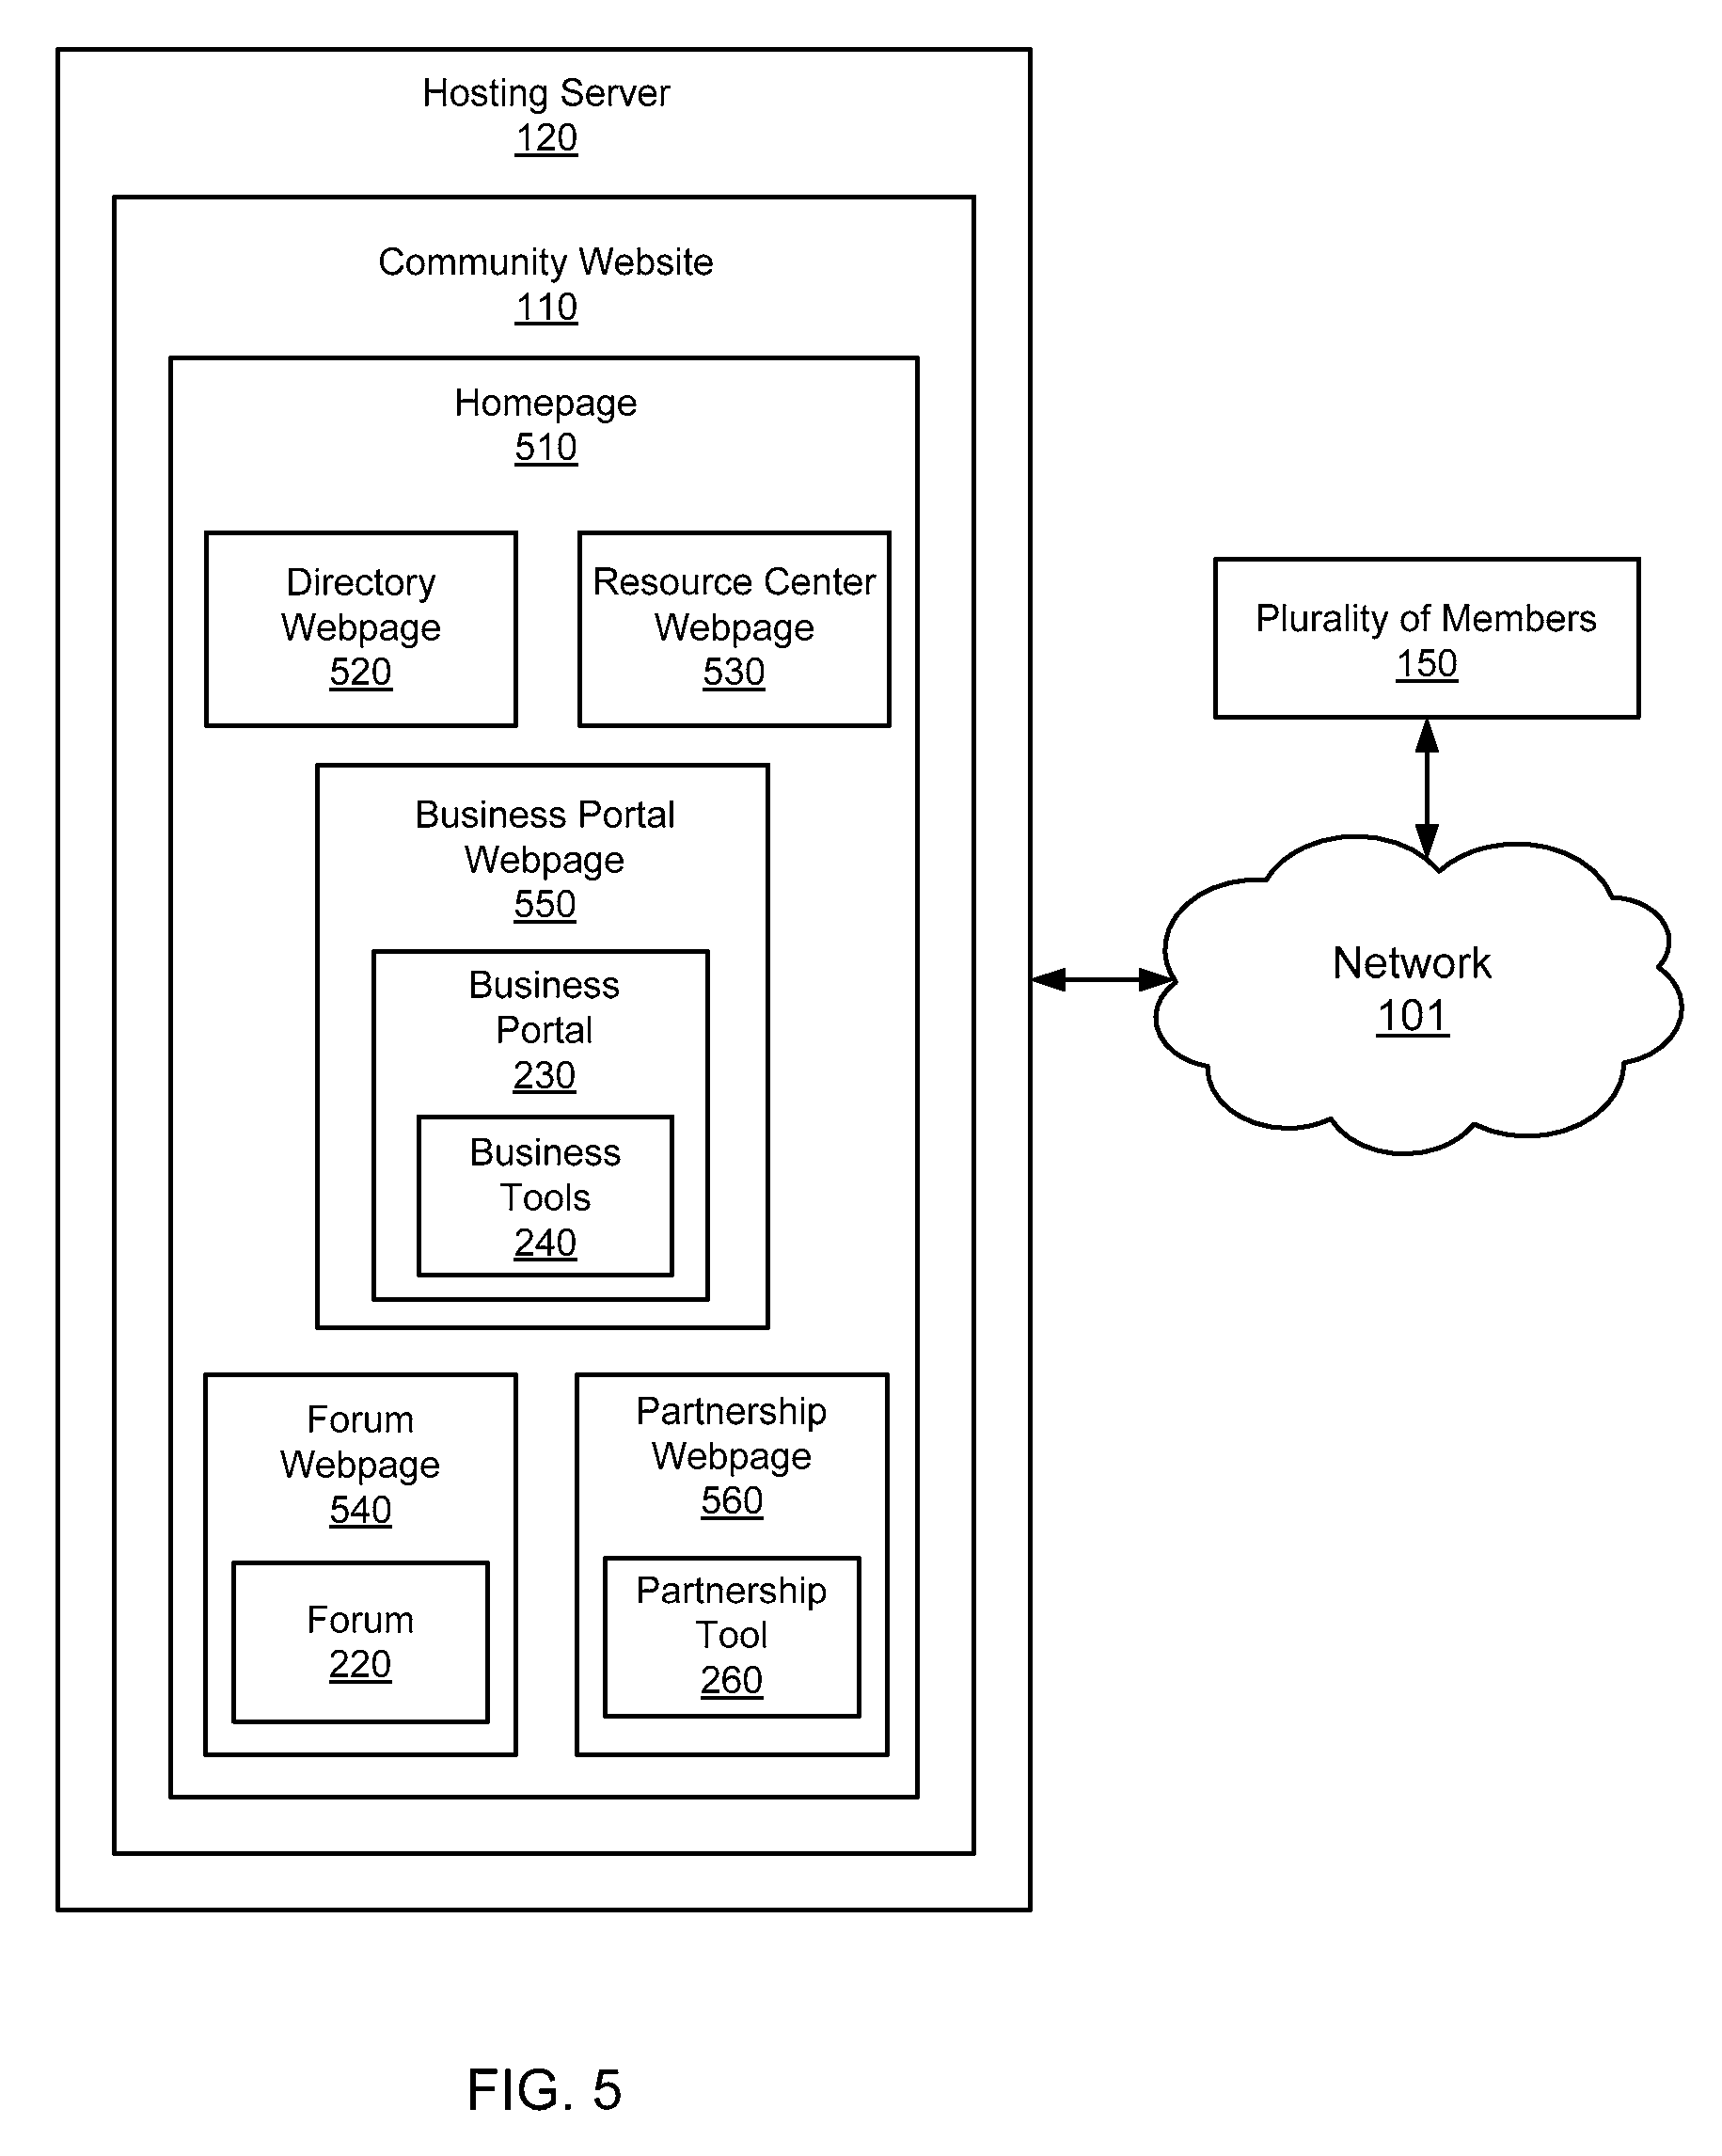 Hosting Server
120
Community Website
110
Homepage
510
Directory
Webpage
520
Resource Center
Webpage
530
Business Portal
Webpage
550
Business
Portal
230
Business
Tools
240
Forum
Webpage
540
Forum
220
Partnership
Webpage
560
Partnership
Tool
260
Plurality of Members
150
Network
101
FIG. 5